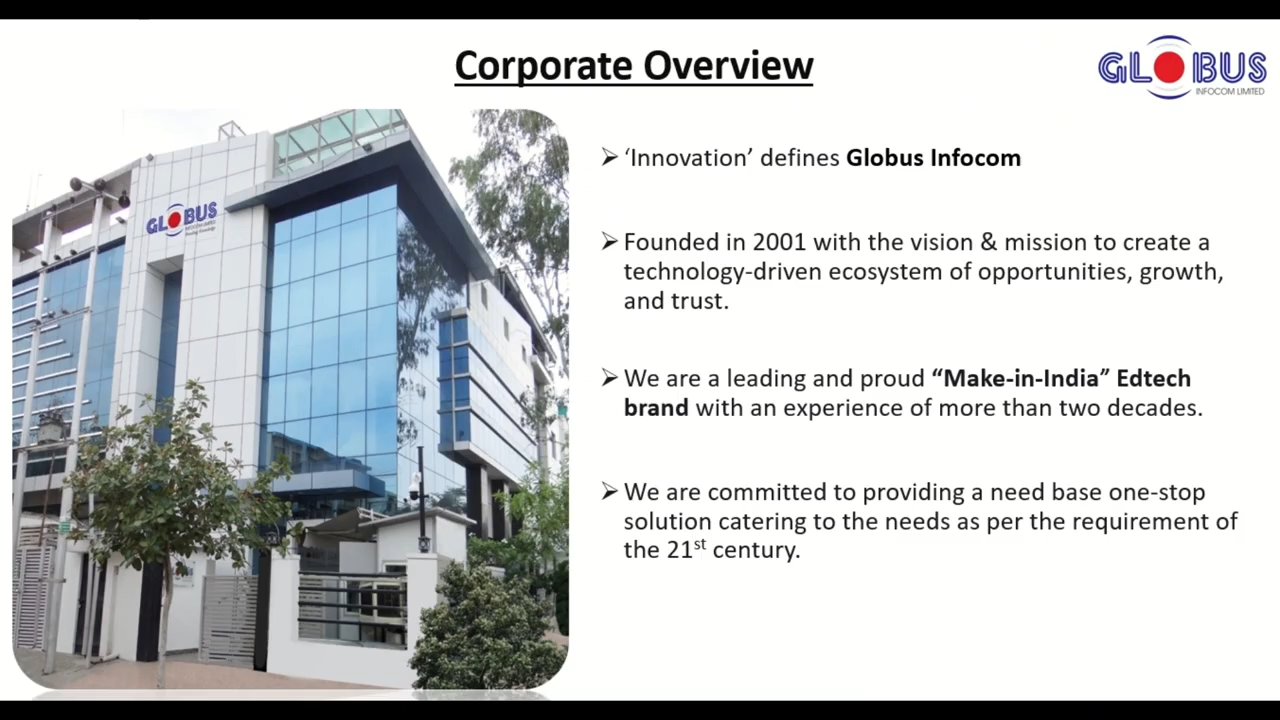 Corporate Overview
GLOBUS
INFOCOM LIMITED
GLOBUS
➢ ‘Innovation’ defines Globus Infocom
➢ Founded in 2001 with the vision & mission to create a
technology-driven ecosystem of opportunities, growth,
and trust.
➢ We are a leading and proud “Make-in-India” Edtech
brand with an experience of more than two decades.
➢ We are committed to providing a need base one-stop
solution catering to the needs as per the requirement of
the 21st century.